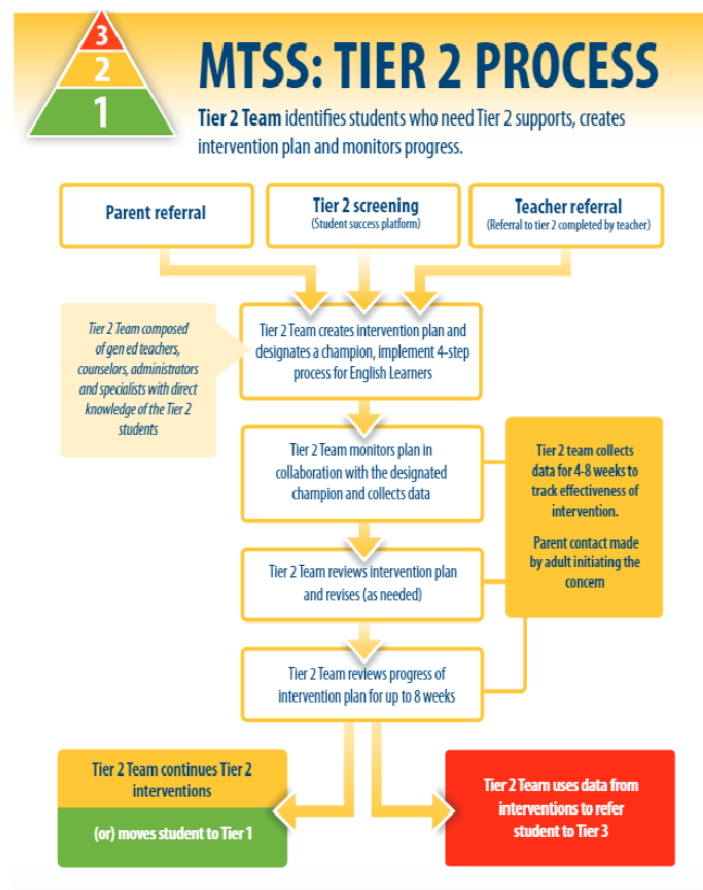 3
2
1
MTSS: TIER 2 PROCESS
Tier 2 Team identifies students who need Tier 2 supports, creates
intervention plan and monitors progress.
Parent referral
Tier 2 screening
(Student success platform)
Teacher referral
(Referral to tier 2 completed by teacher)
Tier 2 Team composed
of gen ed teachers,
counselors, administrators
and specialists with direct
knowledge of the Tier 2
students
Tier 2 Team creates intervention plan and
designates a champion, implement 4-step
process for English Learners
Tier 2 Team monitors plan in
collaboration with the designated
champion and collects data
Tier 2 team collects
data for 4-8 weeks to
track effectiveness of
intervention.
Parent contact made
by adult initiating the
concern
Tier 2 Team reviews intervention plan
and revises (as needed)
Tier 2 Team reviews progress of
intervention plan for up to 8 weeks
Tier 2 Team continues Tier 2
interventions
(or) moves student to Tier 1
Tier 2 Team uses data from
interventions to refer
student to Tier 3